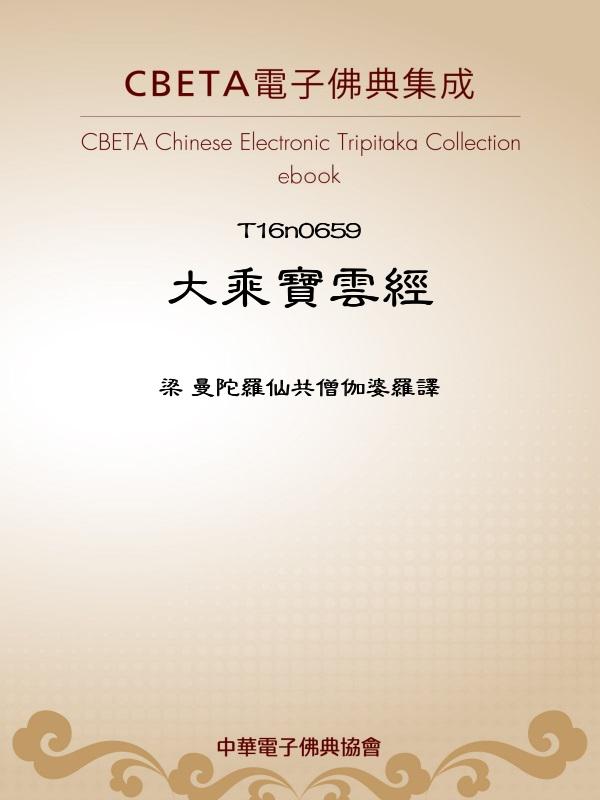 CBETA電子佛典集成
CBETA Chinese Electronic Tripitaka Collection
ebook
T16n0659
大乘寶雲經
梁 曼陀羅仙共僧伽婆羅譯
中華電子佛典協會